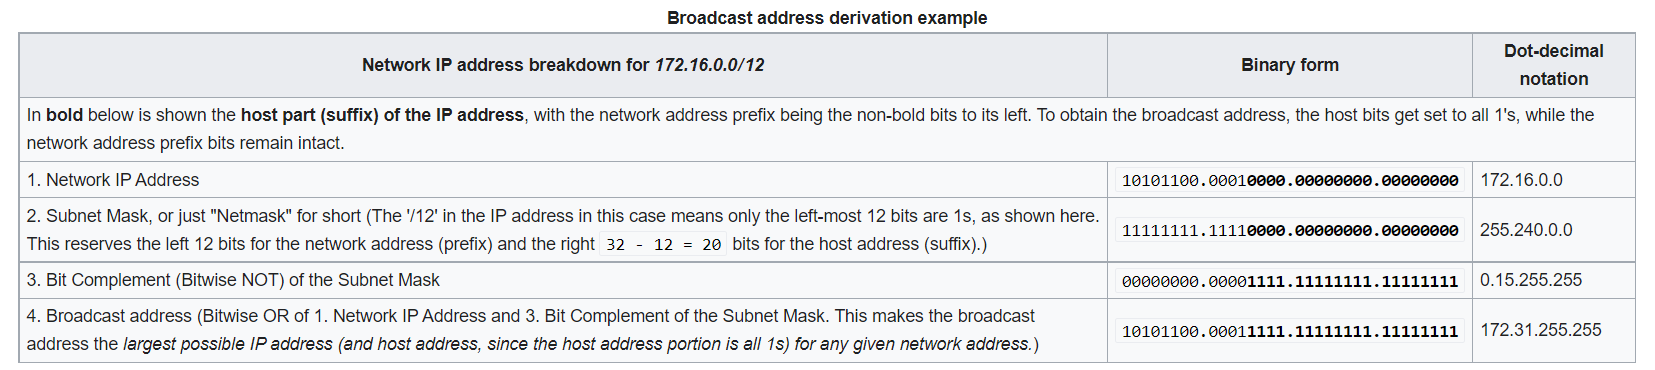 Broadcast address derivation example
Network IP address breakdown for 172.16.0.0/12
Binary form
Dot-decimal
notation
In bold below is shown the host part (suffix) of the IP address, with the network address prefix being the non-bold bits to its left. To obtain the broadcast address, the host bits get set to all 1's, while the
network address prefix bits remain intact.
1. Network IP Address
10101100.00010000.00000000.00000000
172.16.0.0
2. Subnet Mask, or just "Netmask" for short (The '/12' in the IP address in this case means only the left-most 12 bits are 1s, as shown here.
This reserves the left 12 bits for the network address (prefix) and the right 32 - 12 = 20 bits for the host address (suffix).)
11111111.11110000.00000000.00000000
255.240.0.0
3. Bit Complement (Bitwise NOT) of the Subnet Mask
00000000.00001111.11111111.11111111
0.15.255.255
4. Broadcast address (Bitwise OR of 1. Network IP Address and 3. Bit Complement of the Subnet Mask. This makes the broadcast
address the largest possible IP address (and host address, since the host address portion is all 1s) for any given network address.)
10101100.00011111.11111111.11111111
172.31.255.255